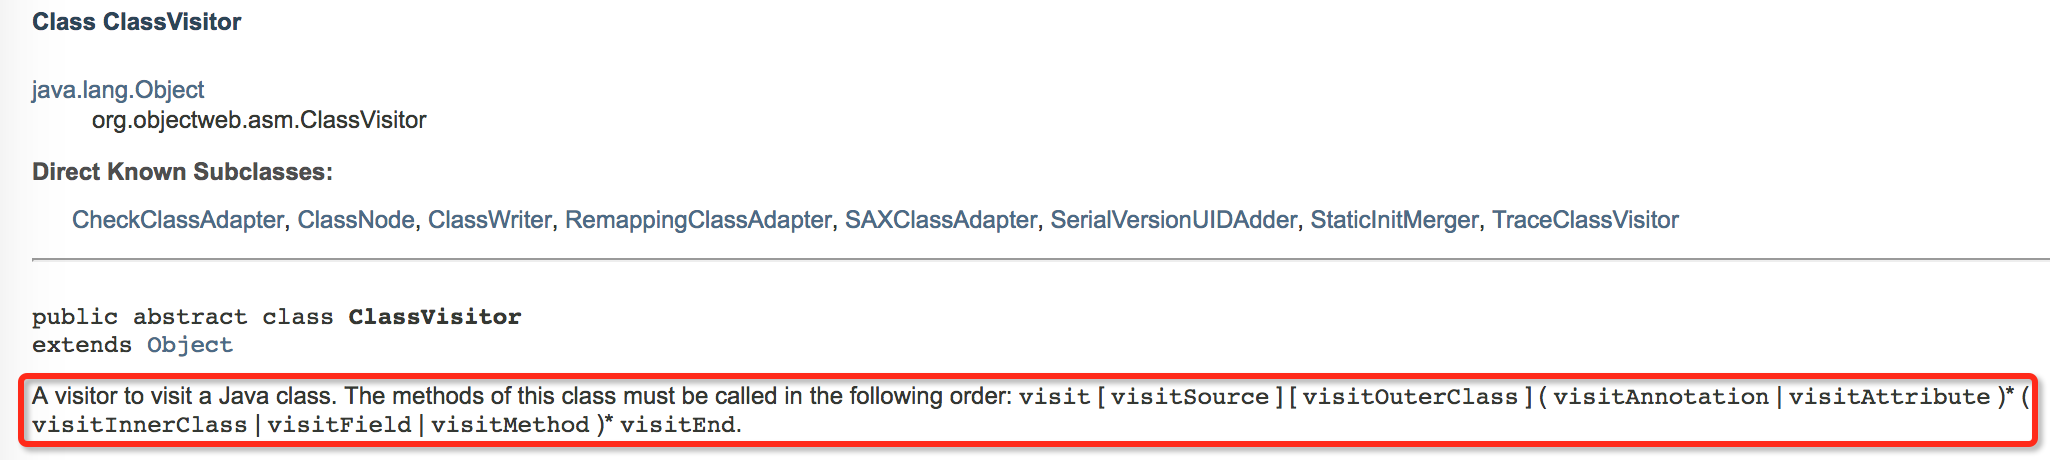 Class ClassVisitor
java.lang.Object
org.objectweb.asm.ClassVisitor
Direct Known Subclasses:
CheckClassAdapter, ClassNode, ClassWriter, RemappingClassAdapter, SAXClassAdapter, SerialVersionUIDAdder, StaticInitMerger, TraceClassVisitor
public abstract class ClassVisitor
extends Object
A visitor to visit a Java class. The methods of this class must be called in the following order: visit [ visitSource ] [ visitOuterClass ] ( visitAnnotation | visitAttribute )* (
visitInnerClass | visitField | visitMethod )* visitEnd.